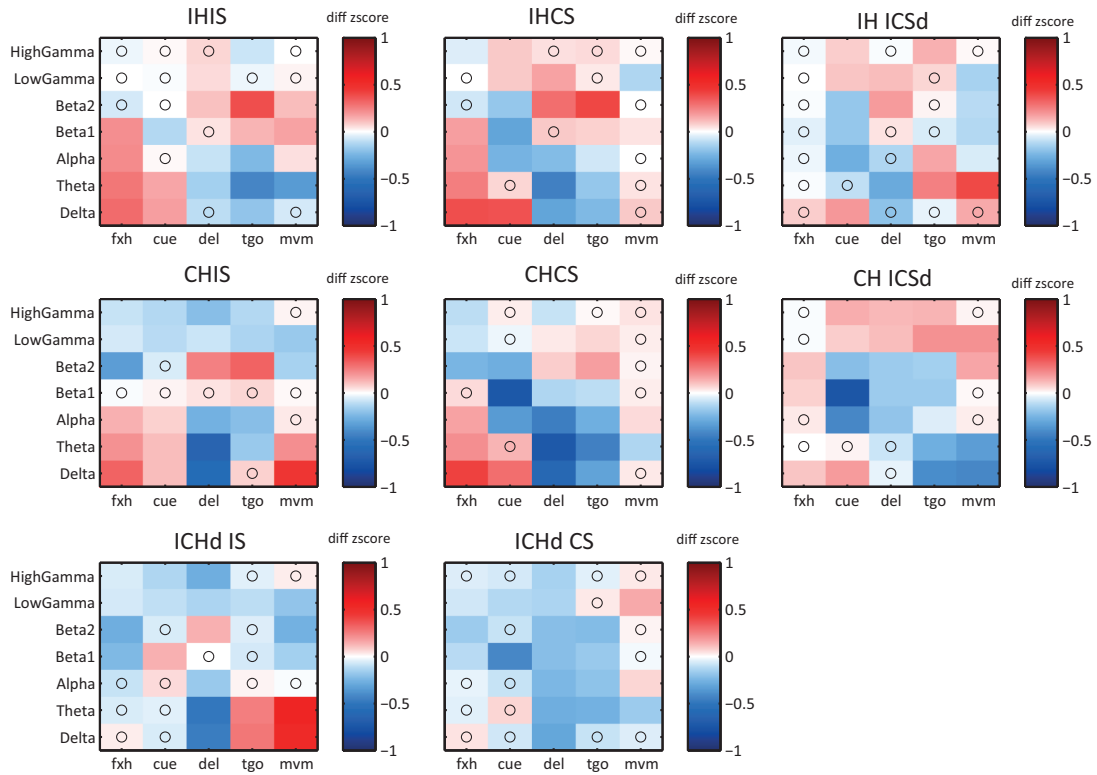 IHIS diff zscore IHCS diff zscore IH ICSd diff zscore
HighGamma
LowGamma
Beta2
Beta1
Alpha
Theta
Delta
1 0.5 0 −0.5 −1
1 0.5 0 −0.5 −1
1 0.5 0 −0.5 −1
fxh cue del tgo mvm fxh cue del tgo mvm fxh cue del tgo mvm
CHIS diff zscore CHCS diff zscore CH ICSd diff zscore
HighGamma
LowGamma
Beta2
Beta1
Alpha
Theta
Delta
1 0.5 0 −0.5 −1
1 0.5 0 −0.5 −1
1 0.5 0 −0.5 −1
fxh cue del tgo mvm fxh cue del tgo mvm fxh cue del tgo mvm
ICHd IS diff zscore ICHd CS diff zscore
HighGamma
LowGamma
Beta2
Beta1
Alpha
Theta
Delta
1 0.5 0 −0.5 −1
1 0.5 0 −0.5 −1
fxh cue del tgo mvm fxh cue del tgo mvm